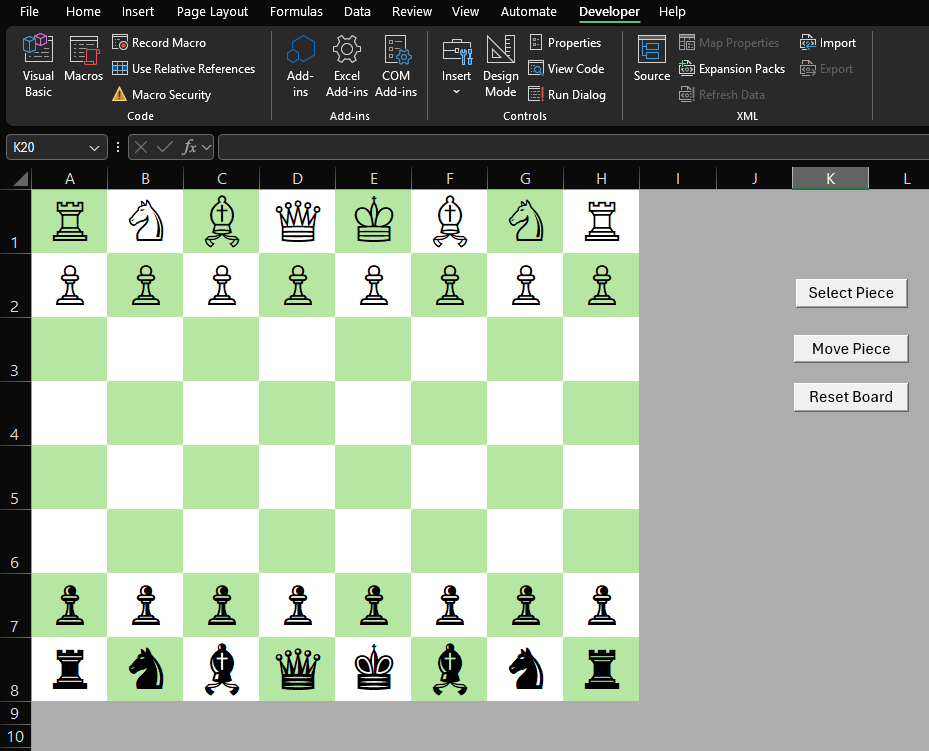 File Home Insert Page Layout Formulas Data Review View Automate Developer Help
Visual Basic
Macros
Record Macro
Use Relative References
Macro Security
Code
Add-ins
Excel Add-ins
COM Add-ins
Add-ins
Insert
Design Mode
Properties
View Code
Run Dialog
Controls
Source
Map Properties
Expansion Packs
Refresh Data
Import
Export
XML
K20
fx
A B C D E F G H I J K L
1
2
Select Piece
3
Move Piece
Reset Board
4
5
6
7
8
9
10